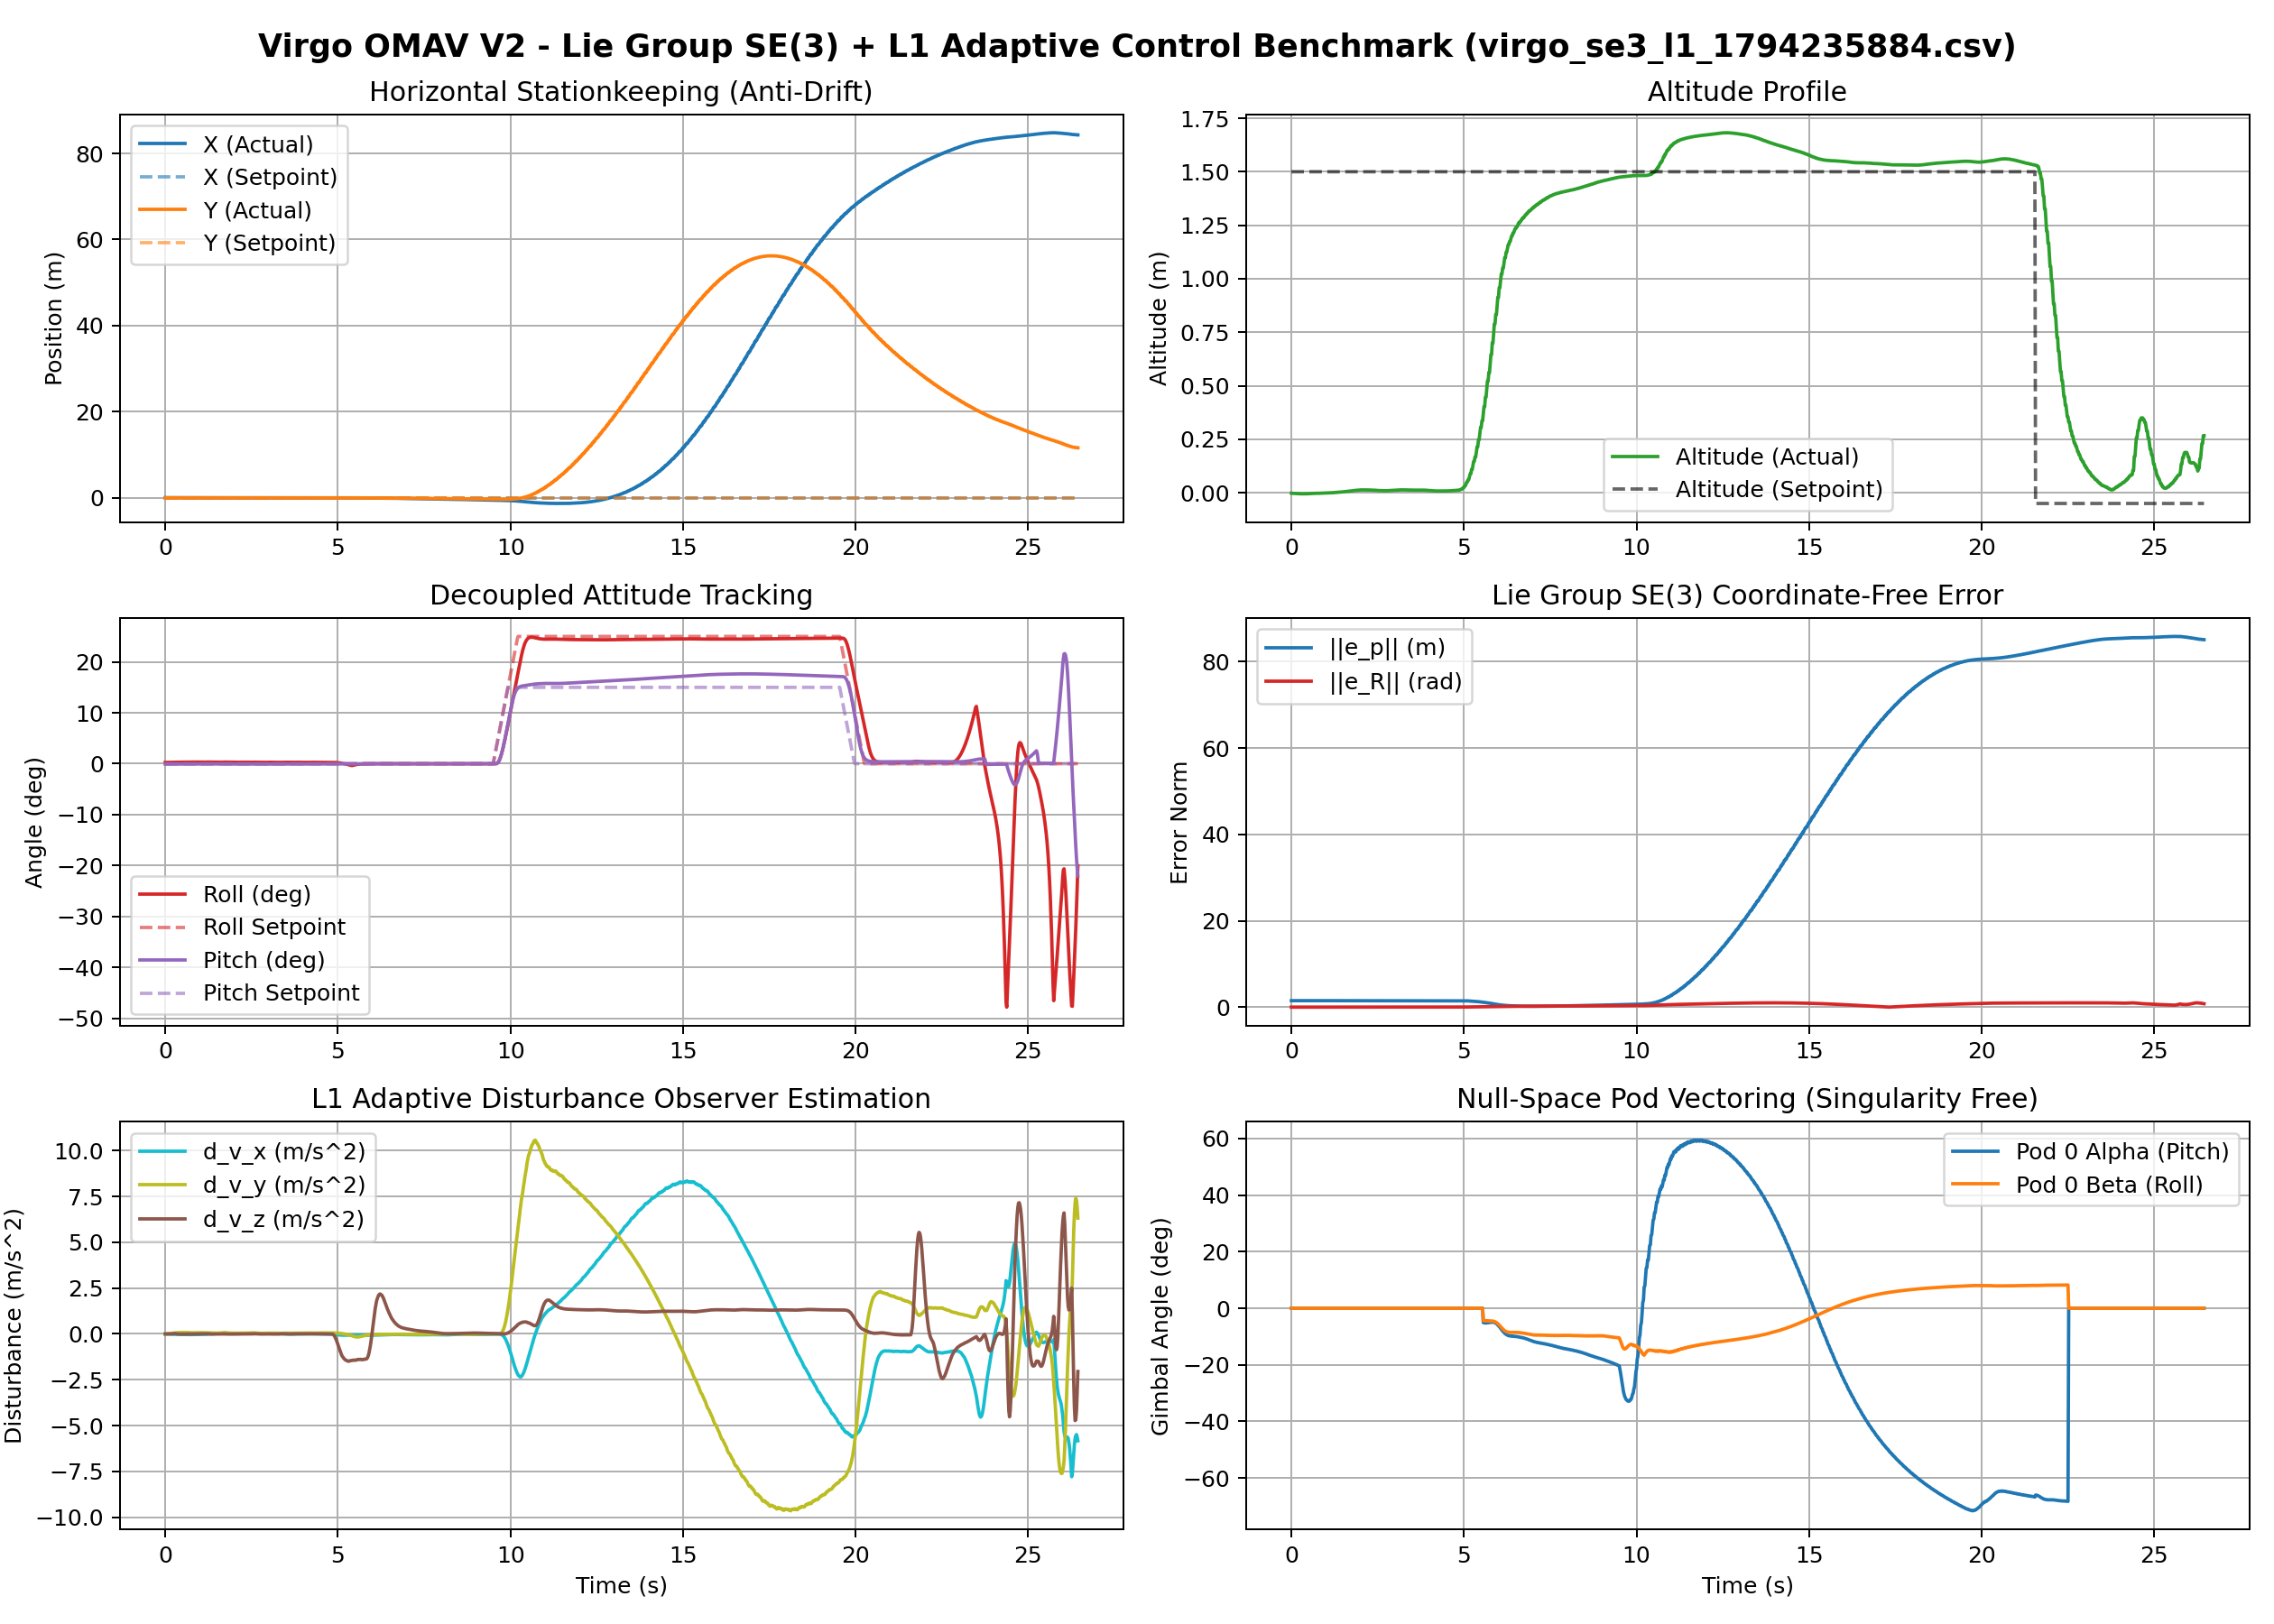 Virgo OMAV V2 - Lie Group SE(3) + L1 Adaptive Control Benchmark (virgo_se3_l1_1794235884.csv)
Horizontal Stationkeeping (Anti-Drift)
Position (m)
80
60
40
20
0
0 5 10 15 20 25
X (Actual)
X (Setpoint)
Y (Actual)
Y (Setpoint)
Altitude Profile
Altitude (m)
1.75
1.50
1.25
1.00
0.75
0.50
0.25
0.00
0 5 10 15 20 25
Altitude (Actual)
Altitude (Setpoint)
Decoupled Attitude Tracking
Angle (deg)
20
10
0
−10
−20
−30
−40
−50
0 5 10 15 20 25
Roll (deg)
Roll Setpoint
Pitch (deg)
Pitch Setpoint
Lie Group SE(3) Coordinate-Free Error
Error Norm
80
60
40
20
0
0 5 10 15 20 25
||e_p|| (m)
||e_R|| (rad)
L1 Adaptive Disturbance Observer Estimation
Disturbance (m/s^2)
10.0
7.5
5.0
2.5
0.0
−2.5
−5.0
−7.5
−10.0
0 5 10 15 20 25
Time (s)
d_v_x (m/s^2)
d_v_y (m/s^2)
d_v_z (m/s^2)
Null-Space Pod Vectoring (Singularity Free)
Gimbal Angle (deg)
60
40
20
0
−20
−40
−60
0 5 10 15 20 25
Time (s)
Pod 0 Alpha (Pitch)
Pod 0 Beta (Roll)